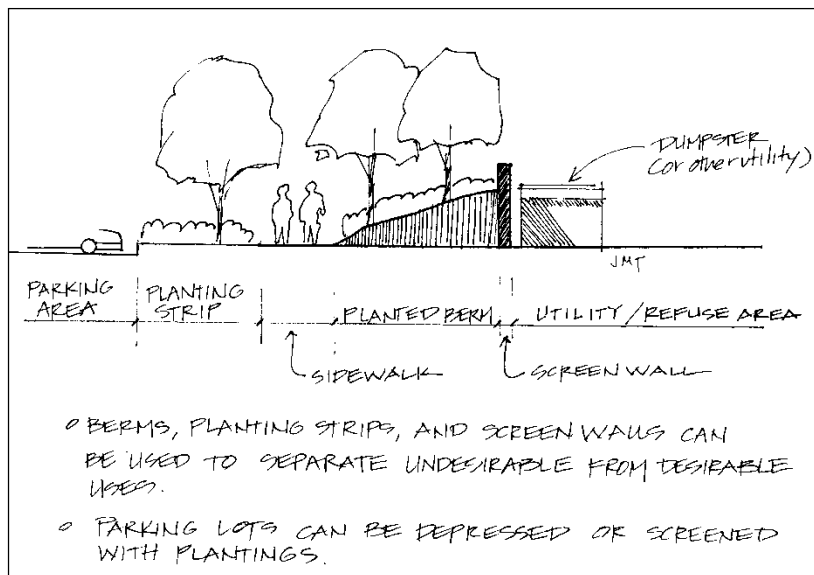 DUMPSTER
(or other utility)
JMT
PARKING AREA
PLANTING STRIP
PLANTED BERM
UTILITY/REFUSE AREA
SIDEWALK
SCREEN WALL
o BERMS, PLANTING STRIPS, AND SCREEN WALLS CAN
BE USED TO SEPARATE UNDESIRABLE FROM DESIRABLE
USES.
o PARKING LOTS CAN BE DEPRESSED OR SCREENED
WITH PLANTINGS.